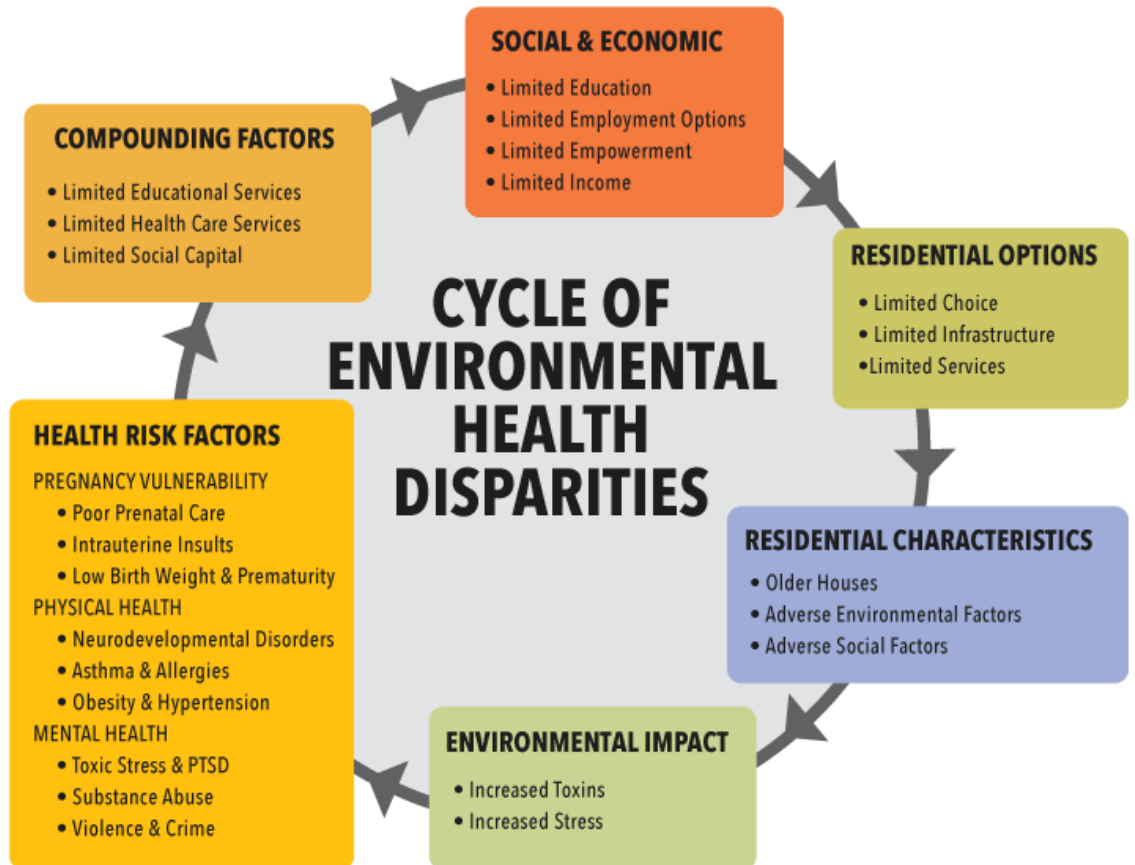 SOCIAL & ECONOMIC
• Limited Education
• Limited Employment Options
• Limited Empowerment
• Limited Income
COMPOUNDING FACTORS
• Limited Educational Services
• Limited Health Care Services
• Limited Social Capital
RESIDENTIAL OPTIONS
• Limited Choice
• Limited Infrastructure
•Limited Services
CYCLE OF
ENVIRONMENTAL
HEALTH
DISPARITIES
HEALTH RISK FACTORS
PREGNANCY VULNERABILITY
• Poor Prenatal Care
• Intrauterine Insults
• Low Birth Weight & Prematurity
PHYSICAL HEALTH
• Neurodevelopmental Disorders
• Asthma & Allergies
• Obesity & Hypertension
MENTAL HEALTH
• Toxic Stress & PTSD
• Substance Abuse
• Violence & Crime
RESIDENTIAL CHARACTERISTICS
• Older Houses
• Adverse Environmental Factors
• Adverse Social Factors
ENVIRONMENTAL IMPACT
• Increased Toxins
• Increased Stress